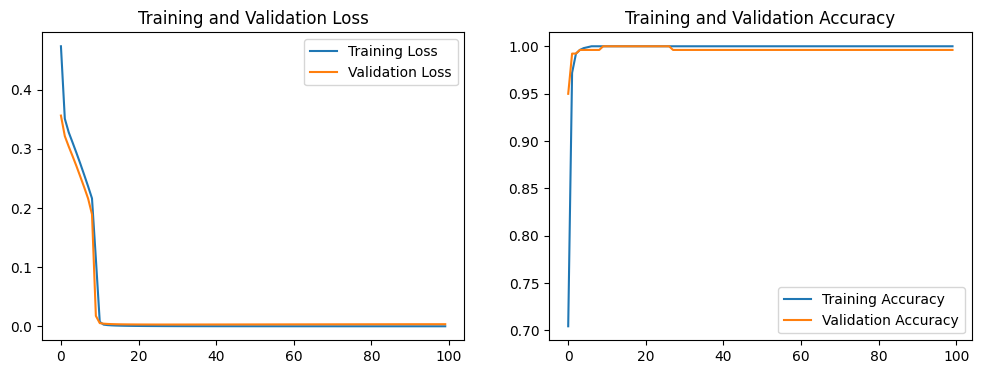 Training and Validation Loss
Training Loss
Validation Loss
0.4
0.3
0.2
0.1
0.0
0 20 40 60 80 100
Training and Validation Accuracy
1.00
0.95
0.90
0.85
0.80
0.75
0.70
Training Accuracy
Validation Accuracy
0 20 40 60 80 100